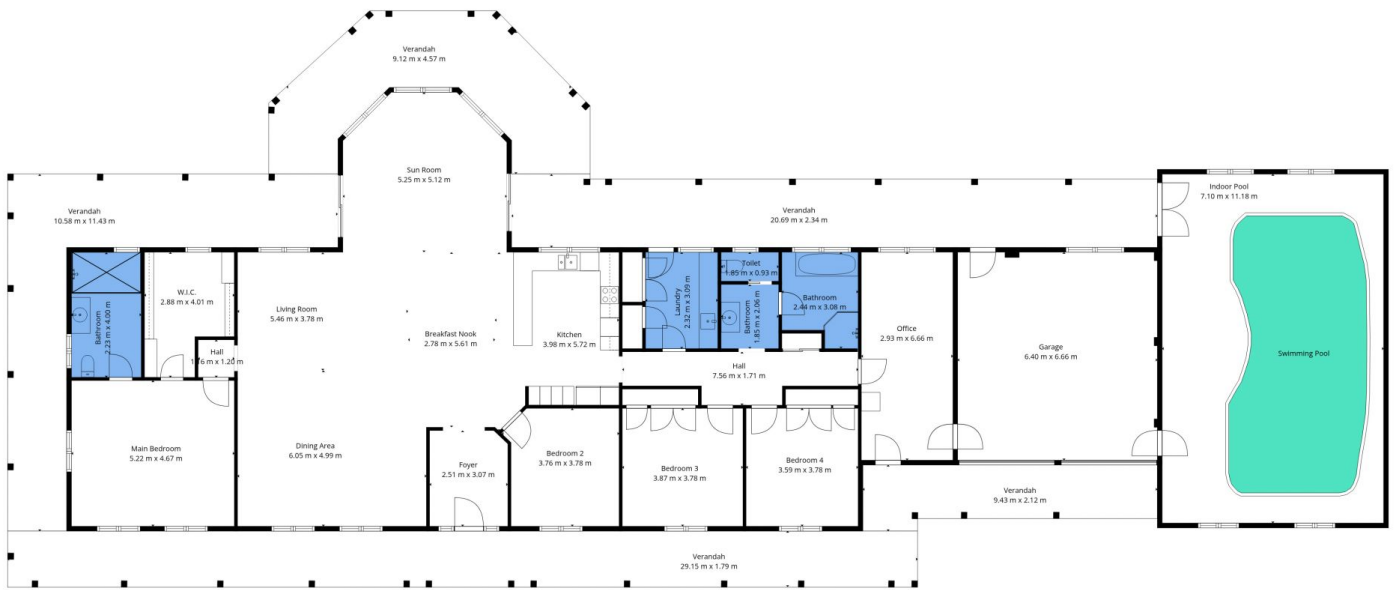 Verandah
9.12 m x 4.57 m
Sun Room
5.25 m x 5.12 m
Indoor Pool
7.10 m x 11.18 m
Verandah
10.58 m x 11.43 m
Verandah
20.69 m x 2.34 m
Toilet
1.85 m x 0.93 m
W.I.C.
2.88 m x 4.01 m
Bathroom
2.23 m x 4.00 m
Living Room
5.46 m x 3.78 m
Breakfast Nook
2.78 m x 5.61 m
Kitchen
3.98 m x 5.72 m
Laundry
2.32 m x 3.09 m
Bathroom
1.85 m x 2.06 m
Bathroom
2.44 m x 3.08 m
Office
2.93 m x 6.66 m
Garage
6.40 m x 6.66 m
Swimming Pool
Hall
1.20 m
Hall
7.56 m x 1.71 m
Main Bedroom
5.22 m x 4.67 m
Dining Area
6.05 m x 4.99 m
Foyer
2.51 m x 3.07 m
Bedroom 2
3.76 m x 3.78 m
Bedroom 3
3.87 m x 3.78 m
Bedroom 4
3.59 m x 3.78 m
Verandah
9.43 m x 2.12 m
Verandah
29.15 m x 1.79 m